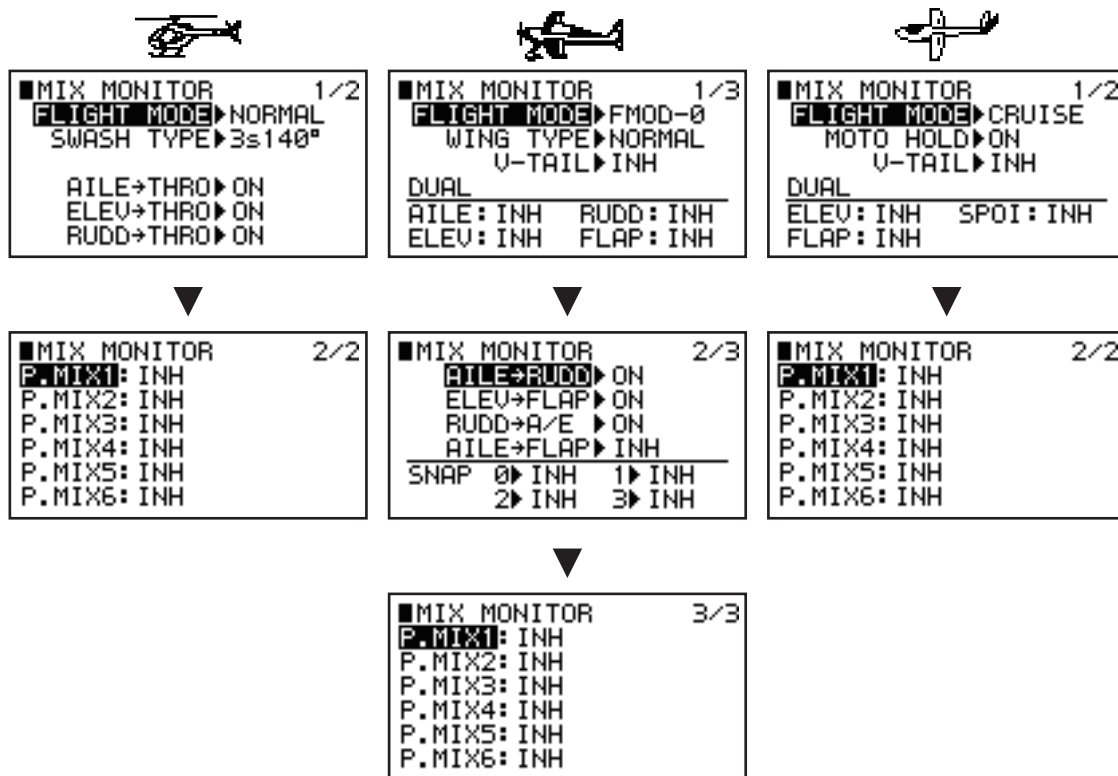 ■MIX MONITOR 1/2
FLIGHT MODE▶NORMAL
SWASH TYPE▶3s140°
AILE→THRO▶ON
ELEV→THRO▶ON
RUDD→THRO▶ON
■MIX MONITOR 2/2
P.MIX1: INH
P.MIX2: INH
P.MIX3: INH
P.MIX4: INH
P.MIX5: INH
P.MIX6: INH
■MIX MONITOR 1/3
FLIGHT MODE▶FMOD-0
WING TYPE▶NORMAL
V-TAIL▶INH
DUAL
AILE: INH RUDD: INH
ELEV: INH FLAP: INH
■MIX MONITOR 2/3
AILE→RUDD▶ON
ELEV→FLAP▶ON
RUDD→A/E ▶ON
AILE→FLAP▶INH
SNAP 0▶INH 1▶INH
2▶INH 3▶INH
■MIX MONITOR 3/3
P.MIX1: INH
P.MIX2: INH
P.MIX3: INH
P.MIX4: INH
P.MIX5: INH
P.MIX6: INH
■MIX MONITOR 1/2
FLIGHT MODE▶CRUISE
MOTO HOLD▶ON
V-TAIL▶INH
DUAL
ELEV: INH SPOI: INH
FLAP: INH
■MIX MONITOR 2/2
P.MIX1: INH
P.MIX2: INH
P.MIX3: INH
P.MIX4: INH
P.MIX5: INH
P.MIX6: INH